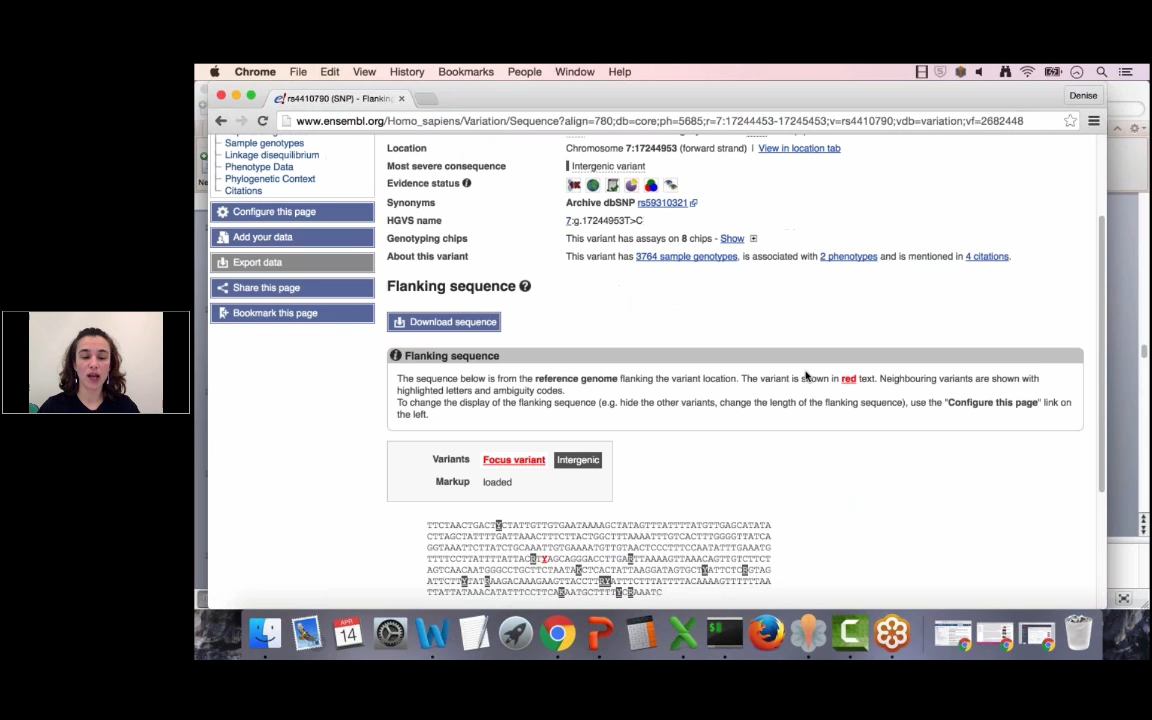 Chrome File Edit View History Bookmarks People Window Help
rs4410790 (SNP) - Flanking
Denise
www.ensembl.org/Homo_sapiens/Variation/Sequence?align=780;db=core;ph=5685;r=7:17244453-17245453;v=rs4410790;vdb=variation;vf=2682448
Sample genotypes
Linkage disequilibrium
Phenotype Data
Phylogenetic Context
Citations
Configure this page
Add your data
Export data
Share this page
Bookmark this page
Location Chromosome 7:17244953 (forward strand) | View in location tab
Most severe consequence Intergenic variant
Evidence status
Synonyms Archive dbSNP rs59310321
HGVS name 7:g.17244953T>C
Genotyping chips This variant has assays on 8 chips - Show
About this variant This variant has 3764 sample genotypes, is associated with 2 phenotypes and is mentioned in 4 citations.
Flanking sequence
Download sequence
Flanking sequence
The sequence below is from the reference genome flanking the variant location. The variant is shown in red text. Neighbouring variants are shown with
highlighted letters and ambiguity codes.
To change the display of the flanking sequence (e.g. hide the other variants, change the length of the flanking sequence), use the "Configure this page" link on
the left.
Variants Focus variant Intergenic
Markup loaded
APR
14